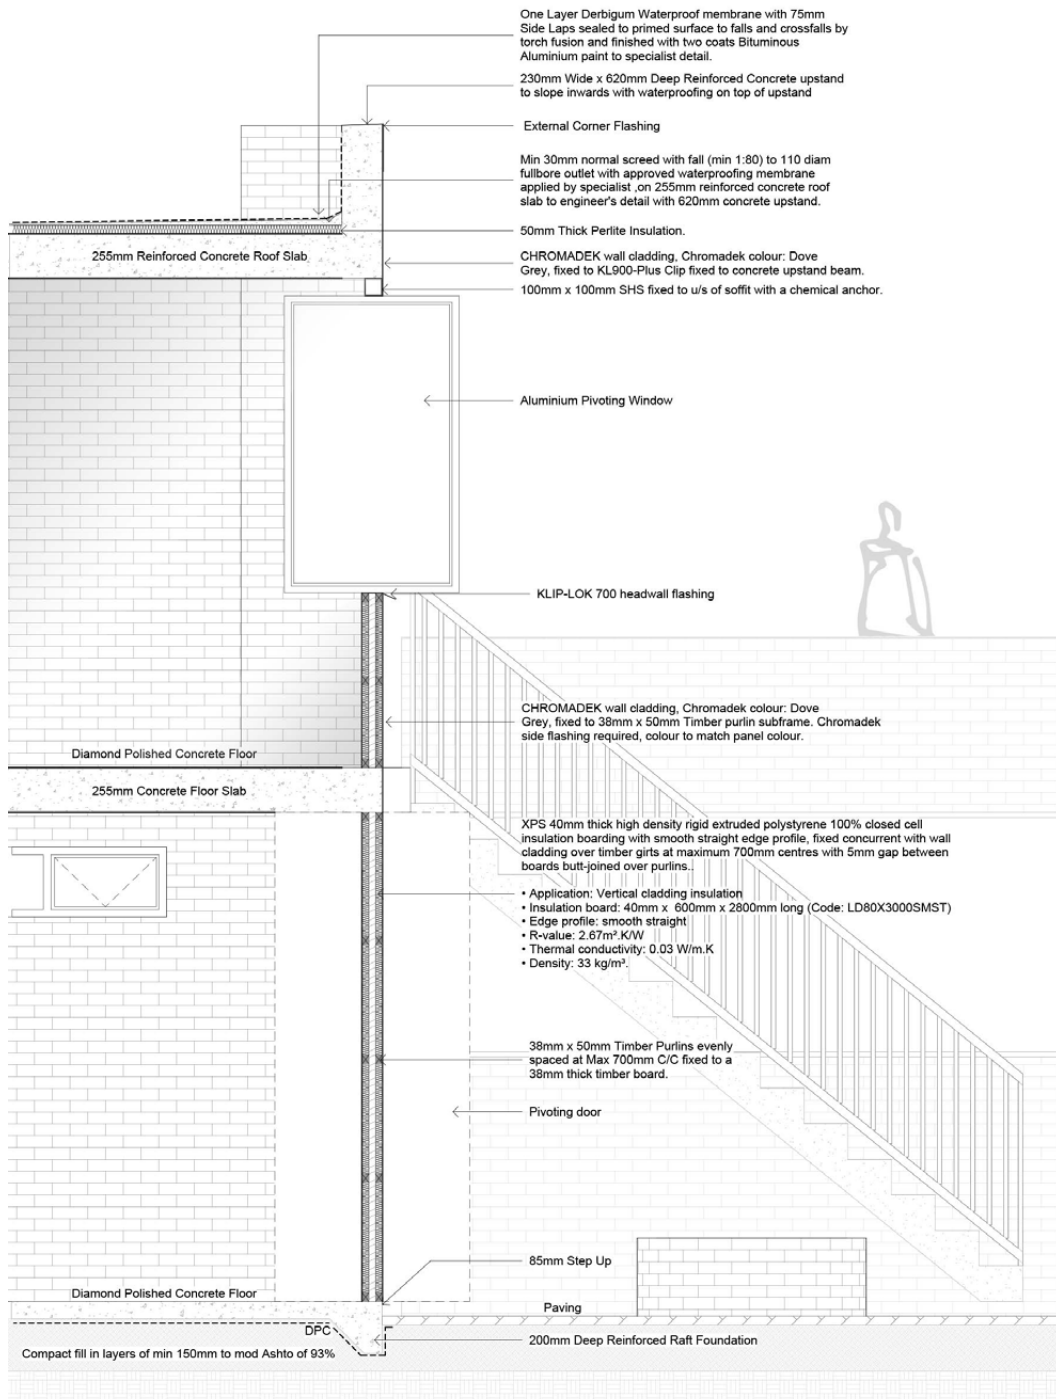 One Layer Derbigum Waterproof membrane with 75mm
Side Laps sealed to primed surface to falls and crossfalls by
torch fusion and finished with two coats Bituminous
Aluminium paint to specialist detail.
230mm Wide x 620mm Deep Reinforced Concrete upstand
to slope inwards with waterproofing on top of upstand
External Corner Flashing
Min 30mm normal screed with fall (min 1:80) to 110 diam
fullbore outlet with approved waterproofing membrane
applied by specialist ,on 255mm reinforced concrete roof
slab to engineer's detail with 620mm concrete upstand.
50mm Thick Perlite Insulation.
255mm Reinforced Concrete Roof Slab
CHROMADEK wall cladding, Chromadek colour: Dove
Grey, fixed to KL900-Plus Clip fixed to concrete upstand beam.
100mm x 100mm SHS fixed to u/s of soffit with a chemical anchor.
Aluminium Pivoting Window
KLIP-LOK 700 headwall flashing
CHROMADEK wall cladding, Chromadek colour: Dove
Grey, fixed to 38mm x 50mm Timber purlin subframe. Chromadek
side flashing required, colour to match panel colour.
Diamond Polished Concrete Floor
255mm Concrete Floor Slab
XPS 40mm thick high density rigid extruded polystyrene 100% closed cell
insulation boarding with smooth straight edge profile, fixed concurrent with wall
cladding over timber girts at maximum 700mm centres with 5mm gap between
boards butt-joined over purlins..
• Application: Vertical cladding insulation
• Insulation board: 40mm x 600mm x 2800mm long (Code: LD80X3000SMST)
• Edge profile: smooth straight
• R-value: 2.67m².K/W
• Thermal conductivity: 0.03 W/m.K
• Density: 33 kg/m³.
38mm x 50mm Timber Purlins evenly
spaced at Max 700mm C/C fixed to a
38mm thick timber board.
Pivoting door
85mm Step Up
Diamond Polished Concrete Floor
Paving
DPC
200mm Deep Reinforced Raft Foundation
Compact fill in layers of min 150mm to mod Ashto of 93%